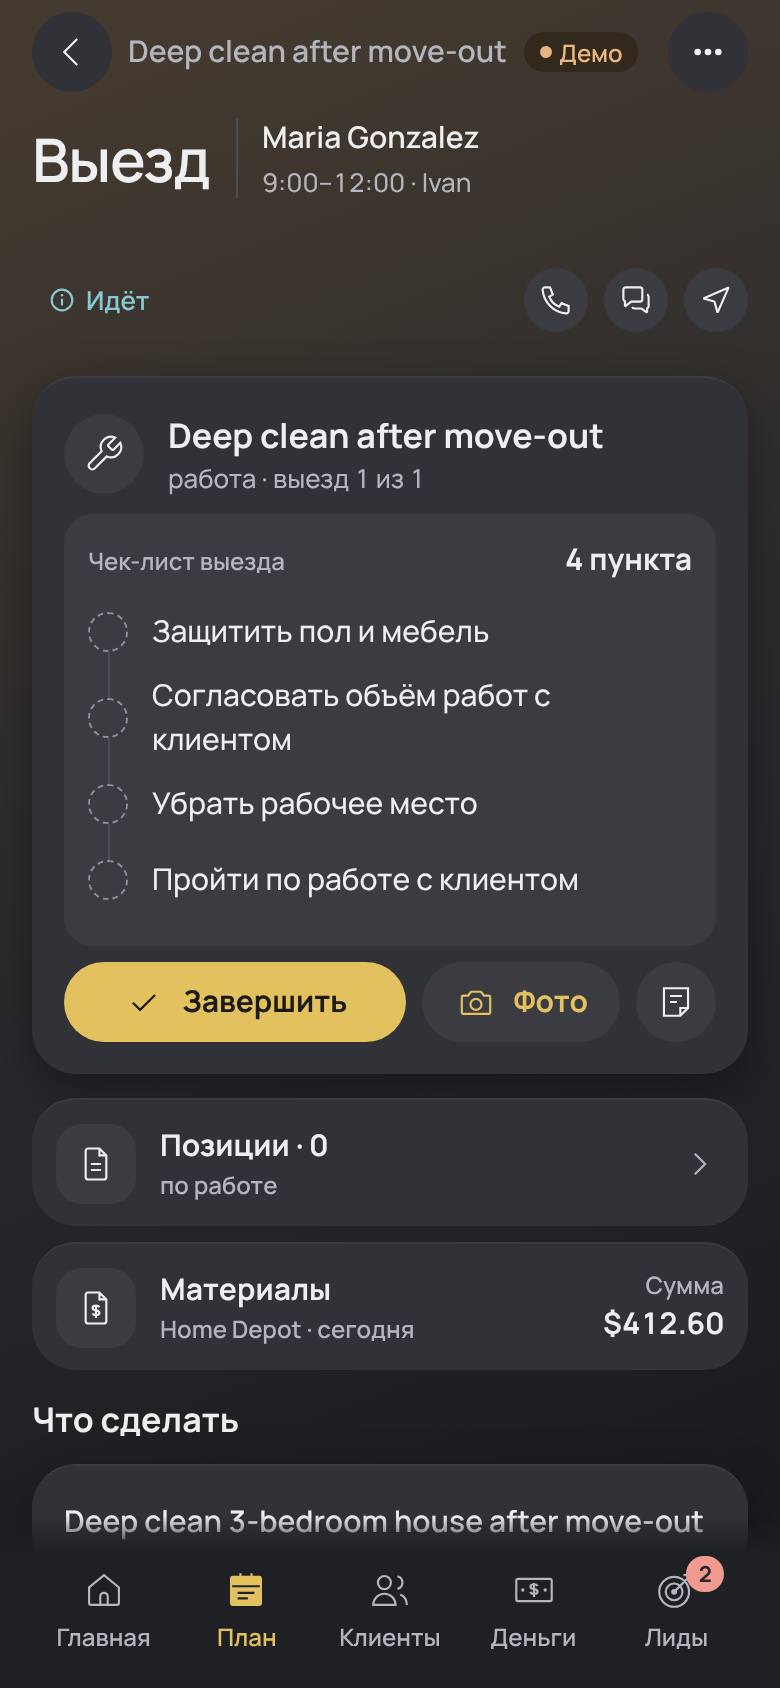 Deep clean after move-out
Демо
Выезд
Maria Gonzalez
9:00–12:00 · Ivan
Идёт
Deep clean after move-out
работа · выезд 1 из 1
Чек-лист выезда
4 пункта
Защитить пол и мебель
Согласовать объём работ с
клиентом
Убрать рабочее место
Пройти по работе с клиентом
Завершить
Фото
Позиции · 0
по работе
Материалы
Home Depot · сегодня
Сумма
$412.60
Что сделать
Deep clean 3-bedroom house after move-out
Главная
План
Клиенты
Деньги
Лиды
2